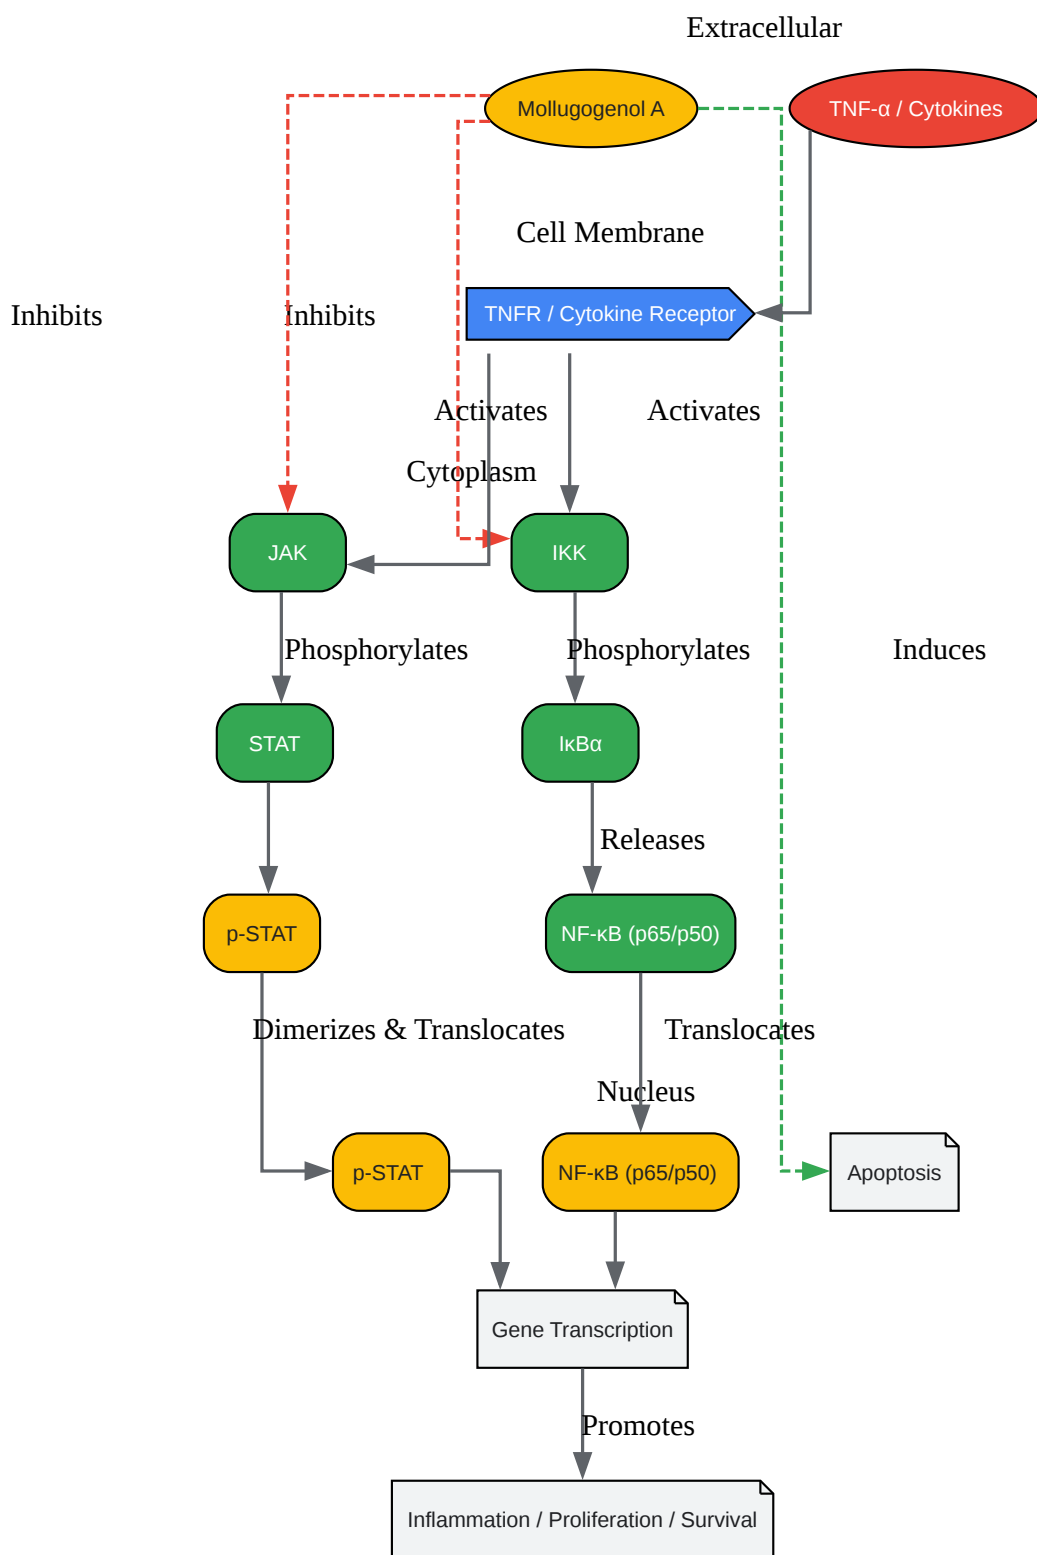 Extracellular
Mollugogenol A
TNF-α / Cytokines
Cell Membrane
Inhibits
Inhibits
TNFR / Cytokine Receptor
Activates
Activates
Cytoplasm
JAK
IKK
Phosphorylates
Phosphorylates
Induces
STAT
IκBα
Releases
p-STAT
NF-κB (p65/p50)
Dimerizes & Translocates
Translocates
Nucleus
p-STAT
NF-κB (p65/p50)
Apoptosis
Gene Transcription
Promotes
Inflammation / Proliferation / Survival